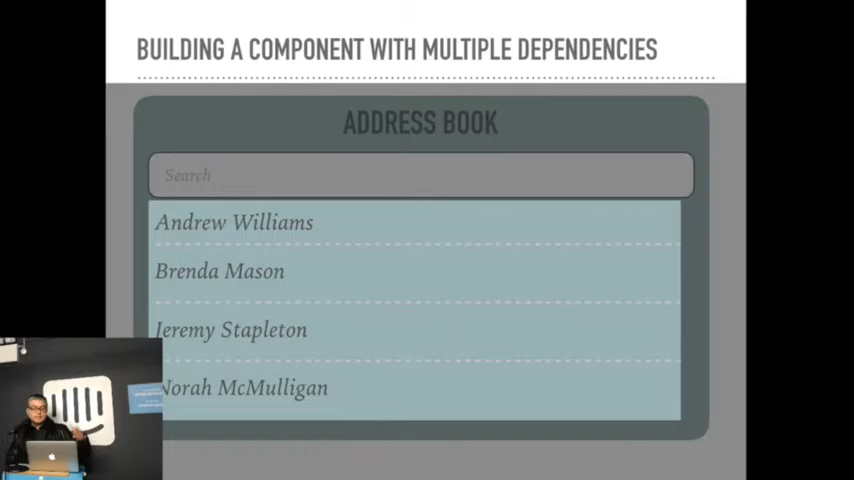 BUILDING A COMPONENT WITH MULTIPLE DEPENDENCIES
ADDRESS BOOK
Search
Andrew Williams
Brenda Mason
Jeremy Stapleton
Norah McMulligan